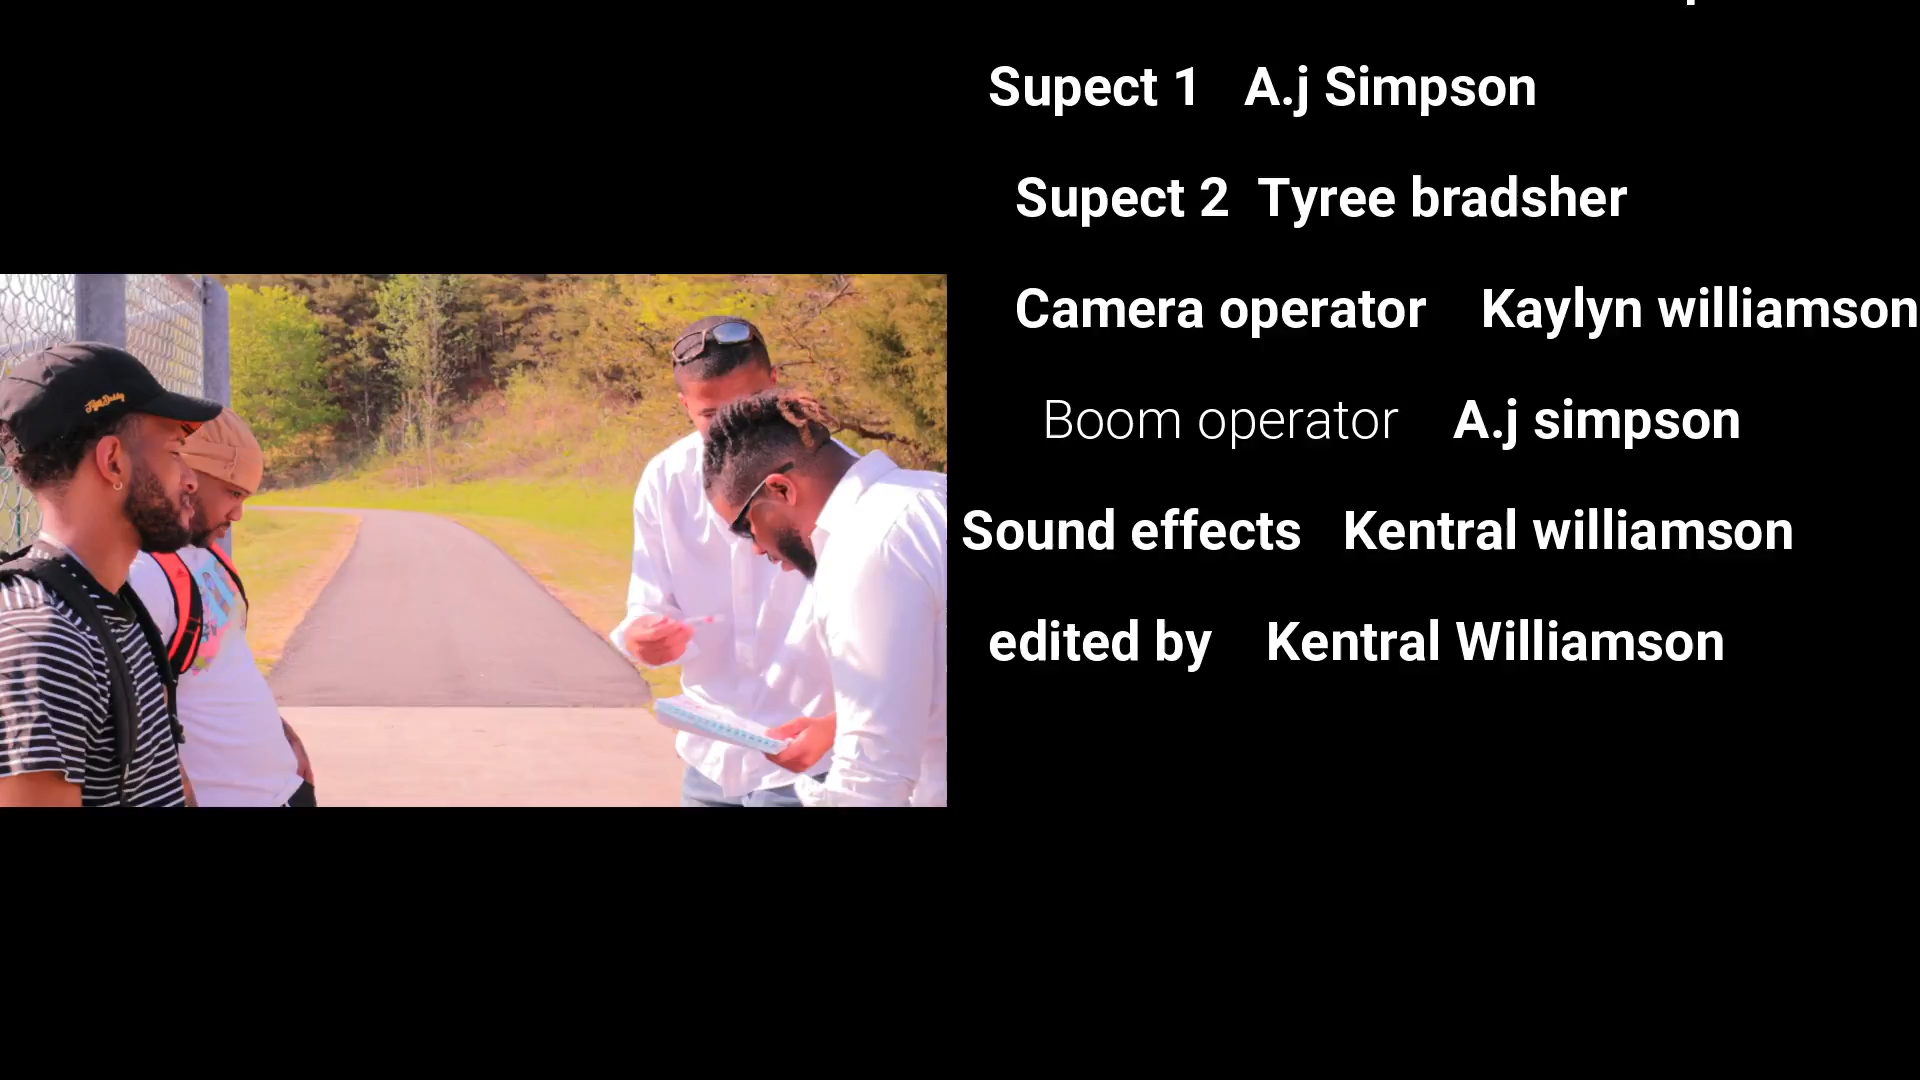 Supect 1 A.j Simpson
Supect 2 Tyree bradsher
Camera operator Kaylyn williamson
Boom operator A.j simpson
Sound effects Kentral williamson
edited by Kentral Williamson